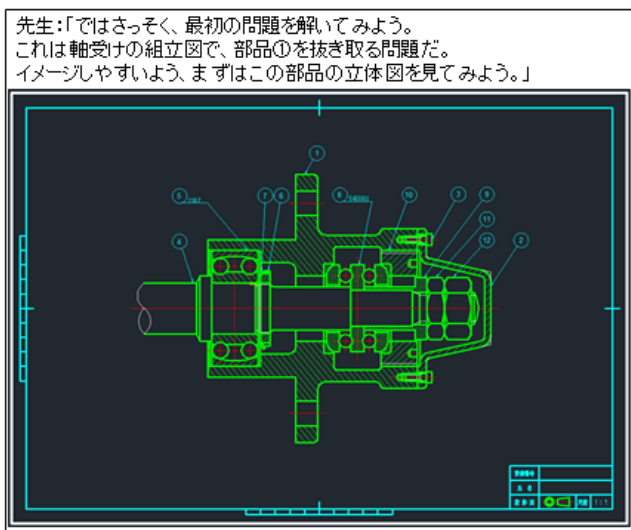 先生：「ではさっそく、最初の問題を解いてみよう。
これは軸受けの組立図で、部品①を抜き取る問題だ。
イメージしやすいよう、まずはこの部品の立体図を見てみよう。」
1
5 7 6 8 10 3 9
11
4 12 2
1:1